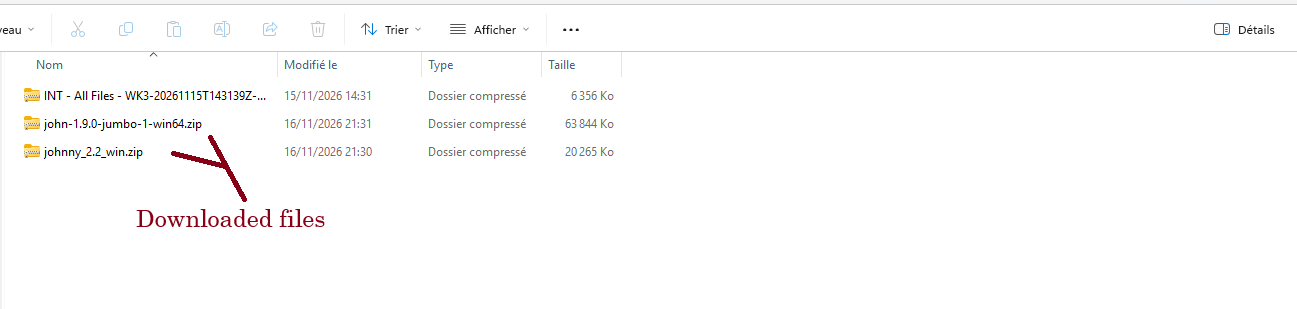 veau Trier Afficher ••• Détails
Nom Modifié le Type Taille
INT - All Files - WK3-20261115T143139Z-... 15/11/2026 14:31 Dossier compressé 6 356 Ko
john-1.9.0-jumbo-1-win64.zip 16/11/2026 21:31 Dossier compressé 63 844 Ko
johnny_2.2_win.zip 16/11/2026 21:30 Dossier compressé 20 265 Ko
Downloaded files